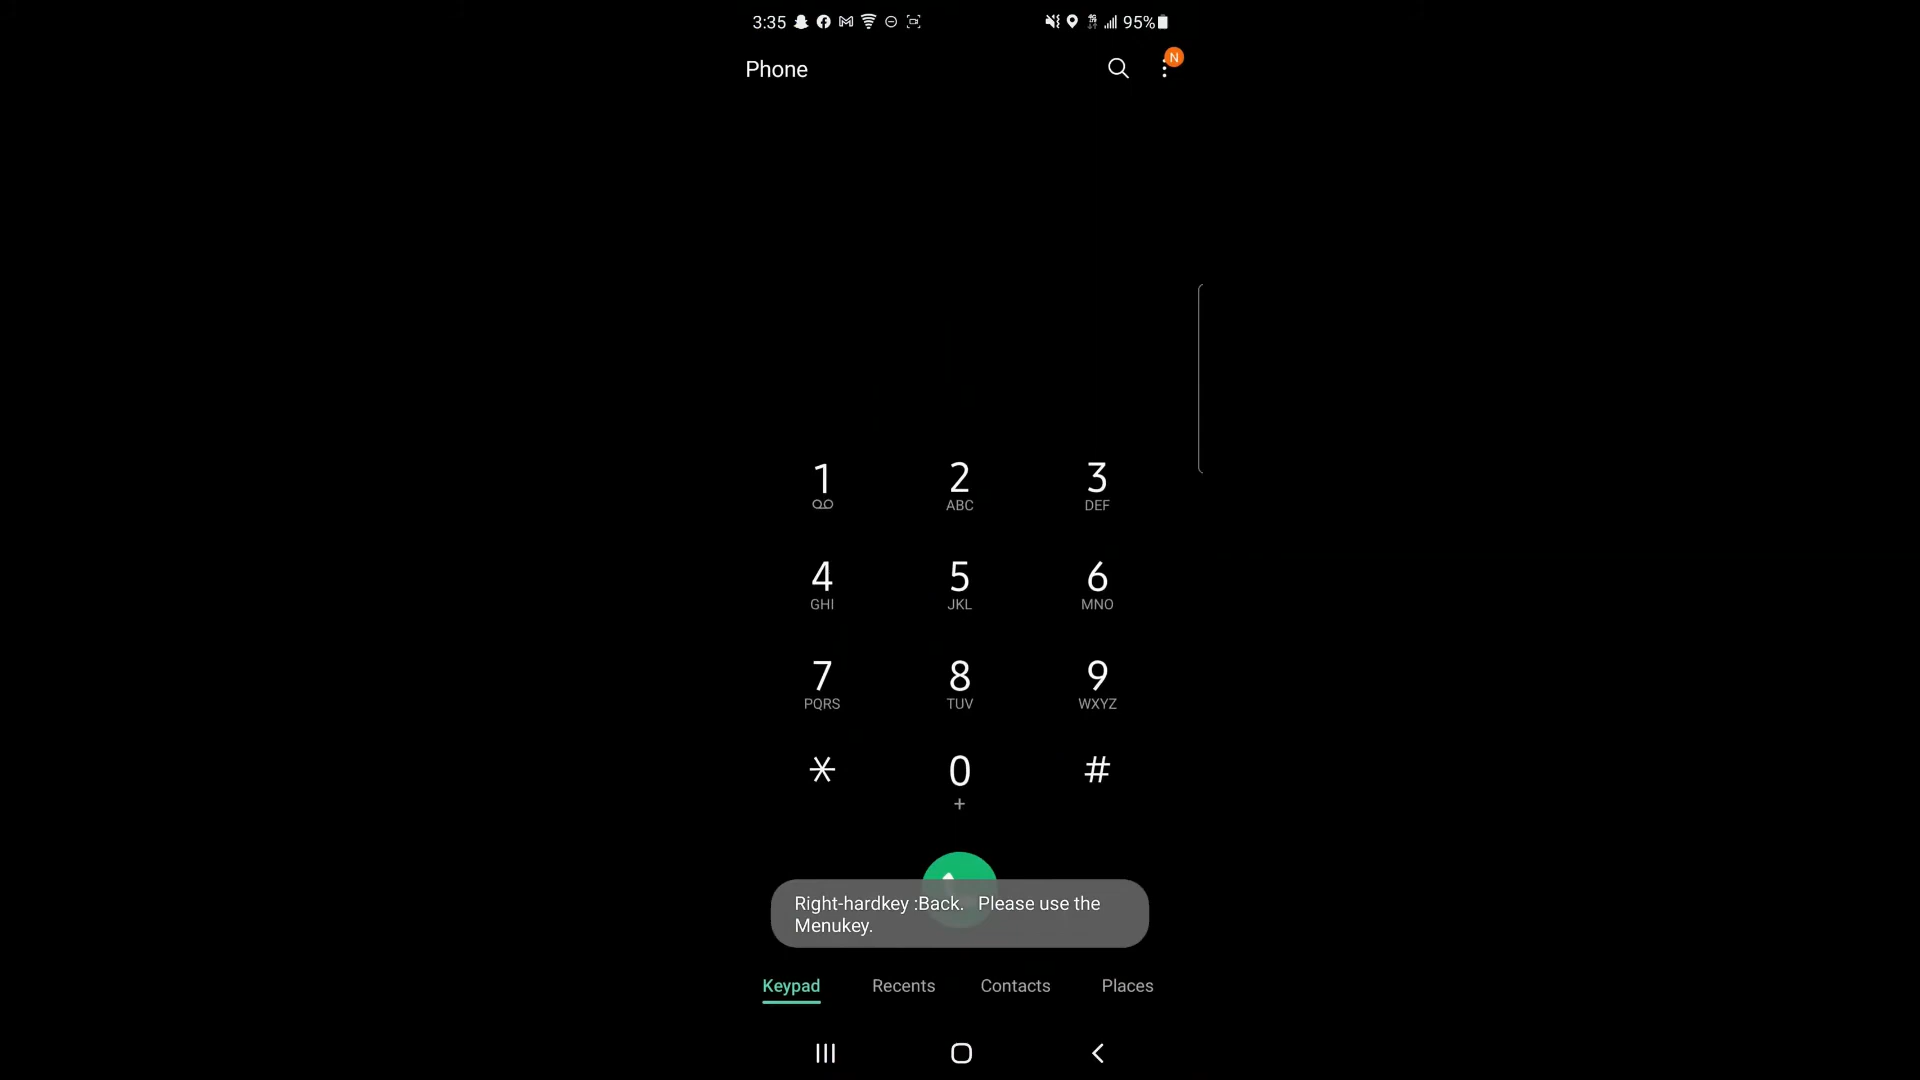 3:35 95%
N
Phone
1 2 3
ABC DEF
4 5 6
GHI JKL MNO
7 8 9
PQRS TUV WXYZ
* 0 #
+
Right-hardkey :Back.   Please use the
Menukey.
Keypad Recents Contacts Places